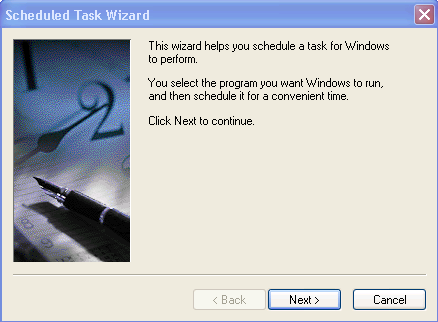 Scheduled Task Wizard
This wizard helps you schedule a task for Windows
to perform.
You select the program you want Windows to run,
and then schedule it for a convenient time.
Click Next to continue.
2
< Back
Next >
Cancel